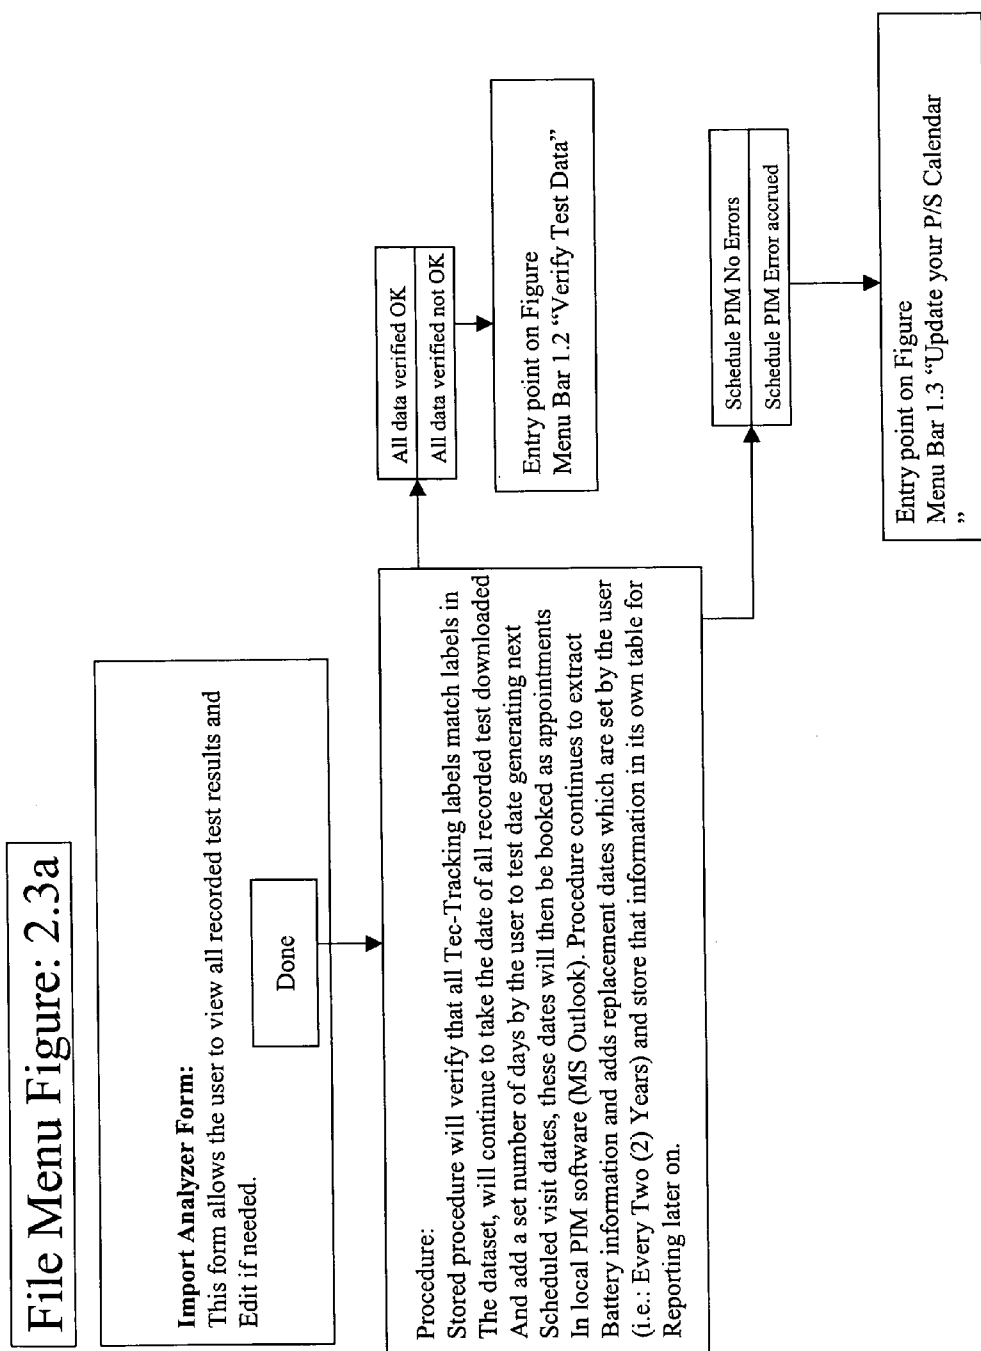 File Menu Figure: 2.3a
Import Analyzer Form:
This form allows the user to view all recorded test results and
Edit if needed.
Done
Procedure:
Stored procedure will verify that all Tec-Tracking labels match labels in
The dataset, will continue to take the date of all recorded test downloaded
And add a set number of days by the user to test date generating next
Scheduled visit dates, these dates will then be booked as appointments
In local PIM software (MS Outlook). Procedure continues to extract
Battery information and adds replacement dates which are set by the user
(i.e.: Every Two (2) Years) and store that information in its own table for
Reporting later on.
All data verified OK
All data verified not OK
Entry point on Figure
Menu Bar 1.2 “Verify Test Data”
Schedule PIM No Errors
Schedule PIM Error accrued
Entry point on Figure
Menu Bar 1.3 “Update your P/S Calendar
”